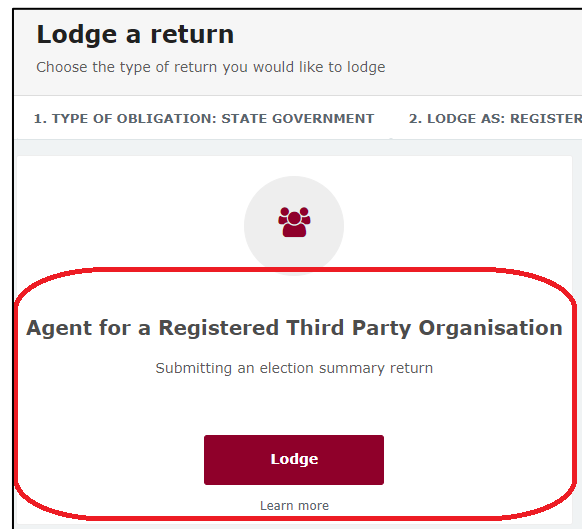 Lodge a return
Choose the type of return you would like to lodge
1. TYPE OF OBLIGATION: STATE GOVERNMENT 2. LODGE AS: REGISTER
Agent for a Registered Third Party Organisation
Submitting an election summary return
Lodge
Learn more